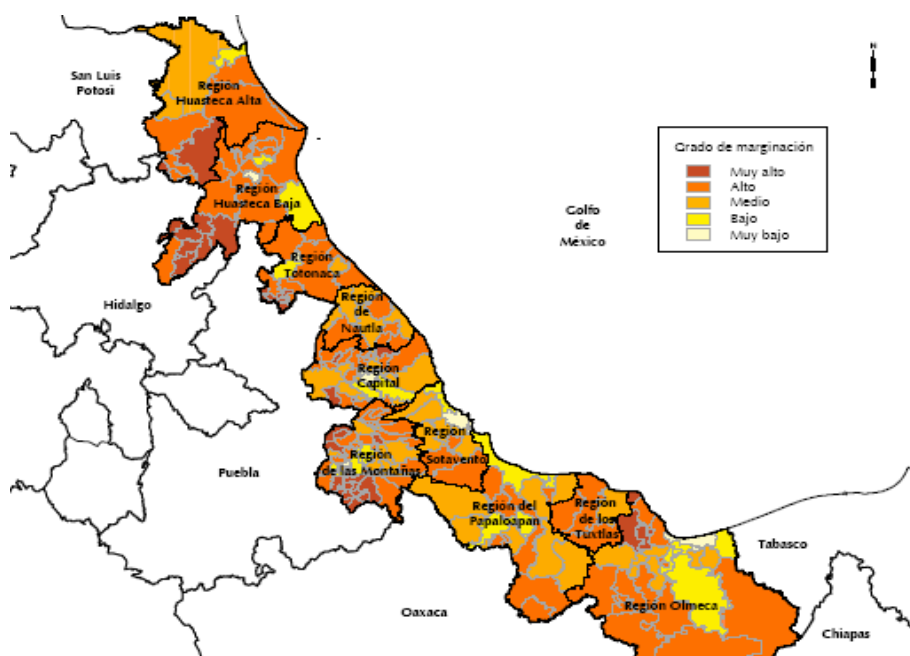 San Luis
Potosi
Región
Huasteca Alta
N
Grado de marginación
Muy alto
Alto
Medio
Bajo
Muy bajo
Región
Huasteca Baja
Golfo
de
México
Región
Totonaca
Hidalgo
Región
de
Nautla
Región
Capital
Región
Sotavento
Puebla
Región
de las Montañas
Región del
Papaloapan
Región
de los
Tuxtlas
Tabasco
Oaxaca
Región Olmeca
Chiapas